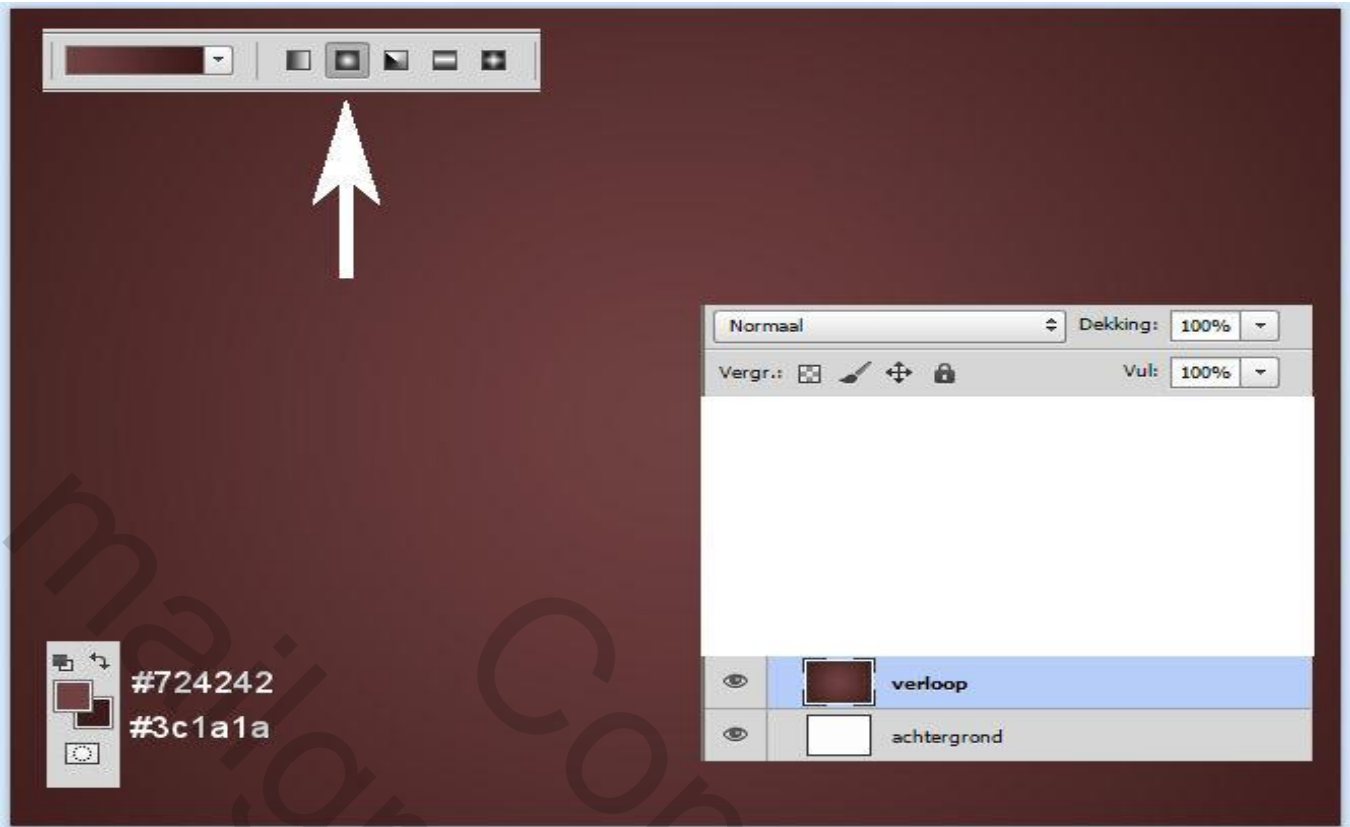 Normaal Dekking: 100%
Vergr.: Vul: 100%
#724242
#3c1a1a
verloop
achtergrond